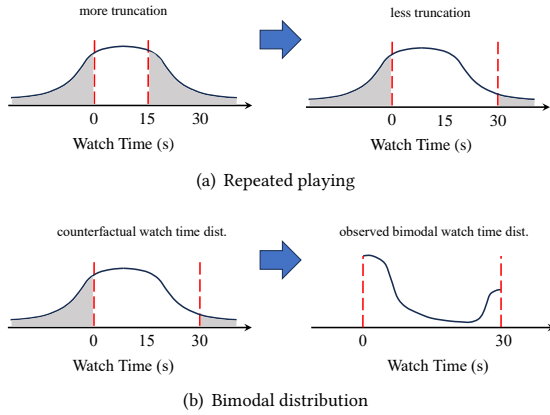 more truncation
less truncation
0 15 30
0 15 30
Watch Time (s)
Watch Time (s)
(a) Repeated playing
counterfactual watch time dist.
observed bimodal watch time dist.
0 15 30
0 30
Watch Time (s)
Watch Time (s)
(b) Bimodal distribution